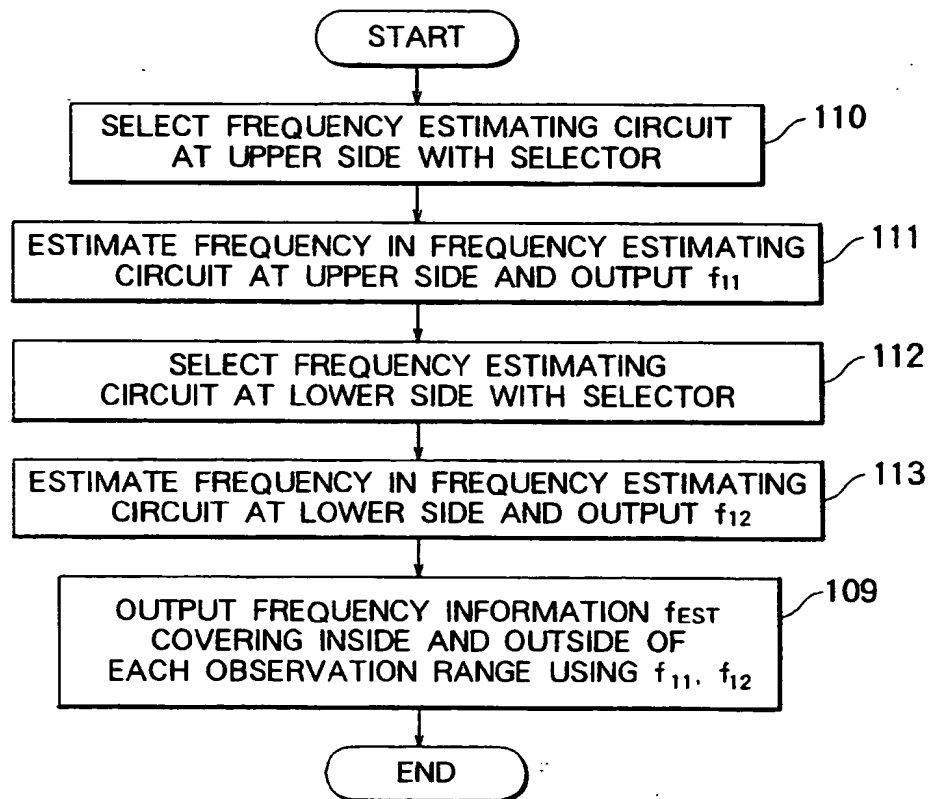 START
SELECT FREQUENCY ESTIMATING CIRCUIT
AT UPPER SIDE WITH SELECTOR
110
ESTIMATE FREQUENCY IN FREQUENCY ESTIMATING
CIRCUIT AT UPPER SIDE AND OUTPUT f11
111
SELECT FREQUENCY ESTIMATING
CIRCUIT AT LOWER SIDE WITH SELECTOR
112
ESTIMATE FREQUENCY IN FREQUENCY ESTIMATING
CIRCUIT AT LOWER SIDE AND OUTPUT f12
113
OUTPUT FREQUENCY INFORMATION fEST
COVERING INSIDE AND OUTSIDE OF
EACH OBSERVATION RANGE USING f11, f12
109
END